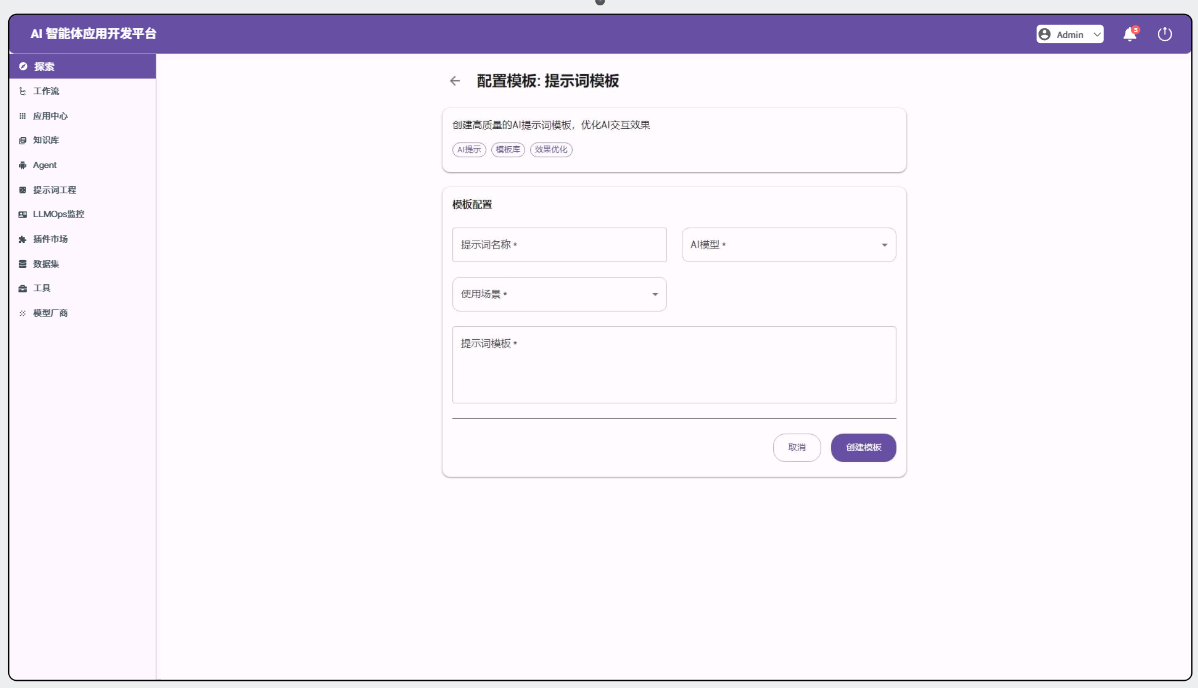 AI 智能体应用开发平台
Admin
5
探索
工作流
应用中心
知识库
Agent
提示词工程
LLMOps监控
插件市场
数据集
工具
模型厂商
配置模板: 提示词模板
创建高质量的AI提示词模板，优化AI交互效果
AI提示 模板库 效果优化
模板配置
提示词名称 *
AI模型 *
使用场景 *
提示词模板 *
取消
创建模板